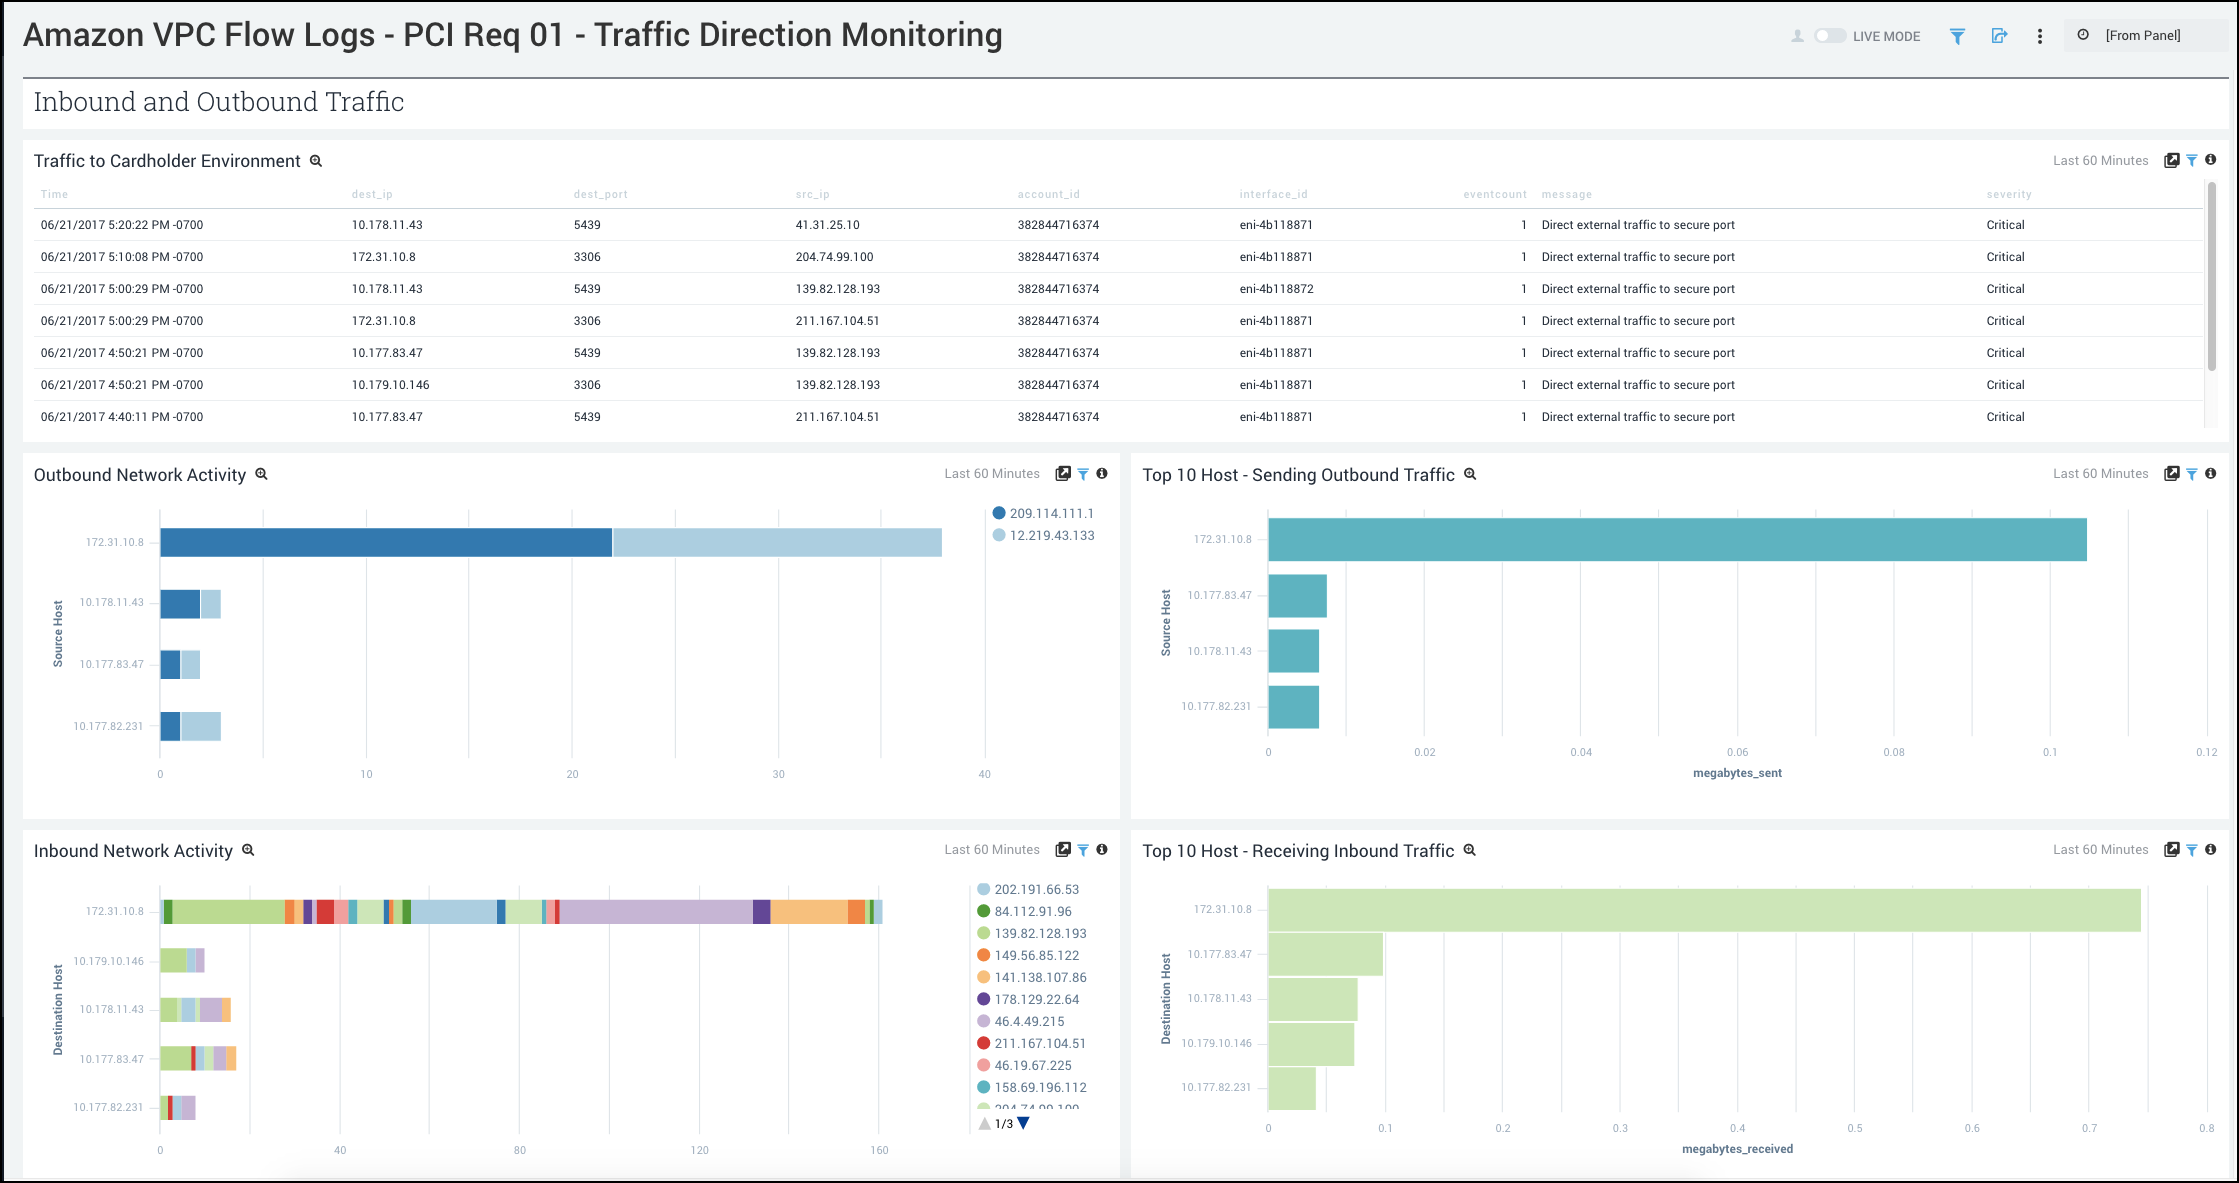 Amazon VPC Flow Logs - PCI Req 01 - Traffic Direction Monitoring
LIVE MODE
[From Panel]
Inbound and Outbound Traffic
Traffic to Cardholder Environment
Last 60 Minutes
Time dest_ip dest_port src_ip account_id interface_id eventcount message severity
06/21/2017 5:20:22 PM -0700 10.178.11.43 5439 41.31.25.10 382844716374 eni-4b118871 1 Direct external traffic to secure port Critical
06/21/2017 5:10:08 PM -0700 172.31.10.8 3306 204.74.99.100 382844716374 eni-4b118871 1 Direct external traffic to secure port Critical
06/21/2017 5:00:29 PM -0700 10.178.11.43 5439 139.82.128.193 382844716374 eni-4b118872 1 Direct external traffic to secure port Critical
06/21/2017 5:00:29 PM -0700 172.31.10.8 3306 211.167.104.51 382844716374 eni-4b118871 1 Direct external traffic to secure port Critical
06/21/2017 4:50:21 PM -0700 10.177.83.47 5439 139.82.128.193 382844716374 eni-4b118871 1 Direct external traffic to secure port Critical
06/21/2017 4:50:21 PM -0700 10.179.10.146 3306 139.82.128.193 382844716374 eni-4b118871 1 Direct external traffic to secure port Critical
06/21/2017 4:40:11 PM -0700 10.177.83.47 5439 211.167.104.51 382844716374 eni-4b118871 1 Direct external traffic to secure port Critical
Outbound Network Activity
Last 60 Minutes
209.114.111.1
12.219.43.133
Source Host
172.31.10.8
10.178.11.43
10.177.83.47
10.177.82.231
0 10 20 30 40
Top 10 Host - Sending Outbound Traffic
Last 60 Minutes
Source Host
172.31.10.8
10.177.83.47
10.178.11.43
10.177.82.231
0 0.02 0.04 0.06 0.08 0.1 0.12
megabytes_sent
Inbound Network Activity
Last 60 Minutes
Destination Host
172.31.10.8
10.179.10.146
10.178.11.43
10.177.83.47
10.177.82.231
0 40 80 120 160
202.191.66.53
84.112.91.96
139.82.128.193
149.56.85.122
141.138.107.86
178.129.22.64
46.4.49.215
211.167.104.51
46.19.67.225
158.69.196.112
204.74.99.100
1/3
Top 10 Host - Receiving Inbound Traffic
Last 60 Minutes
Destination Host
172.31.10.8
10.177.83.47
10.178.11.43
10.179.10.146
10.177.82.231
0 0.1 0.2 0.3 0.4 0.5 0.6 0.7 0.8
megabytes_received